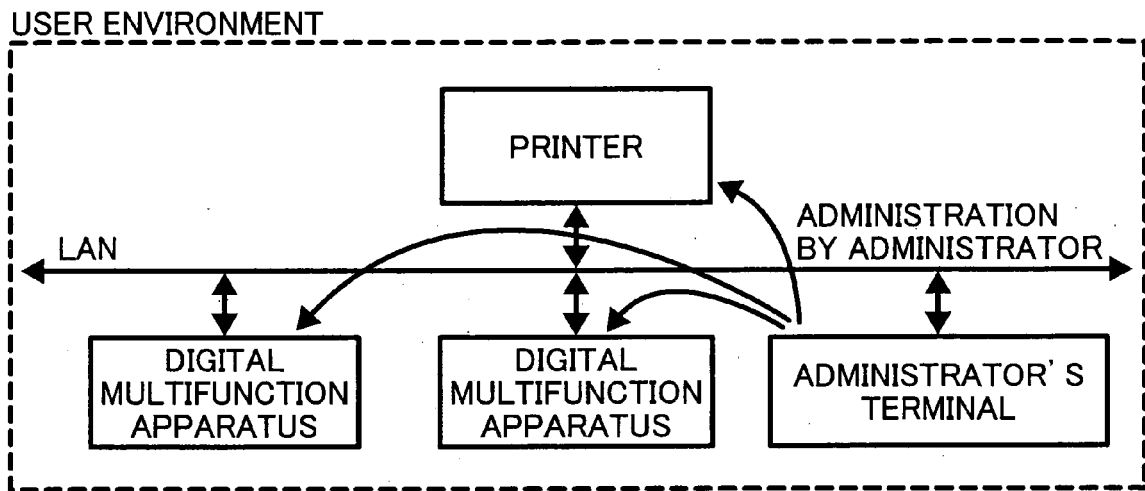 USER ENVIRONMENT
PRINTER
LAN
ADMINISTRATION
BY ADMINISTRATOR
DIGITAL
MULTIFUNCTION
APPARATUS
DIGITAL
MULTIFUNCTION
APPARATUS
ADMINISTRATOR'S
TERMINAL